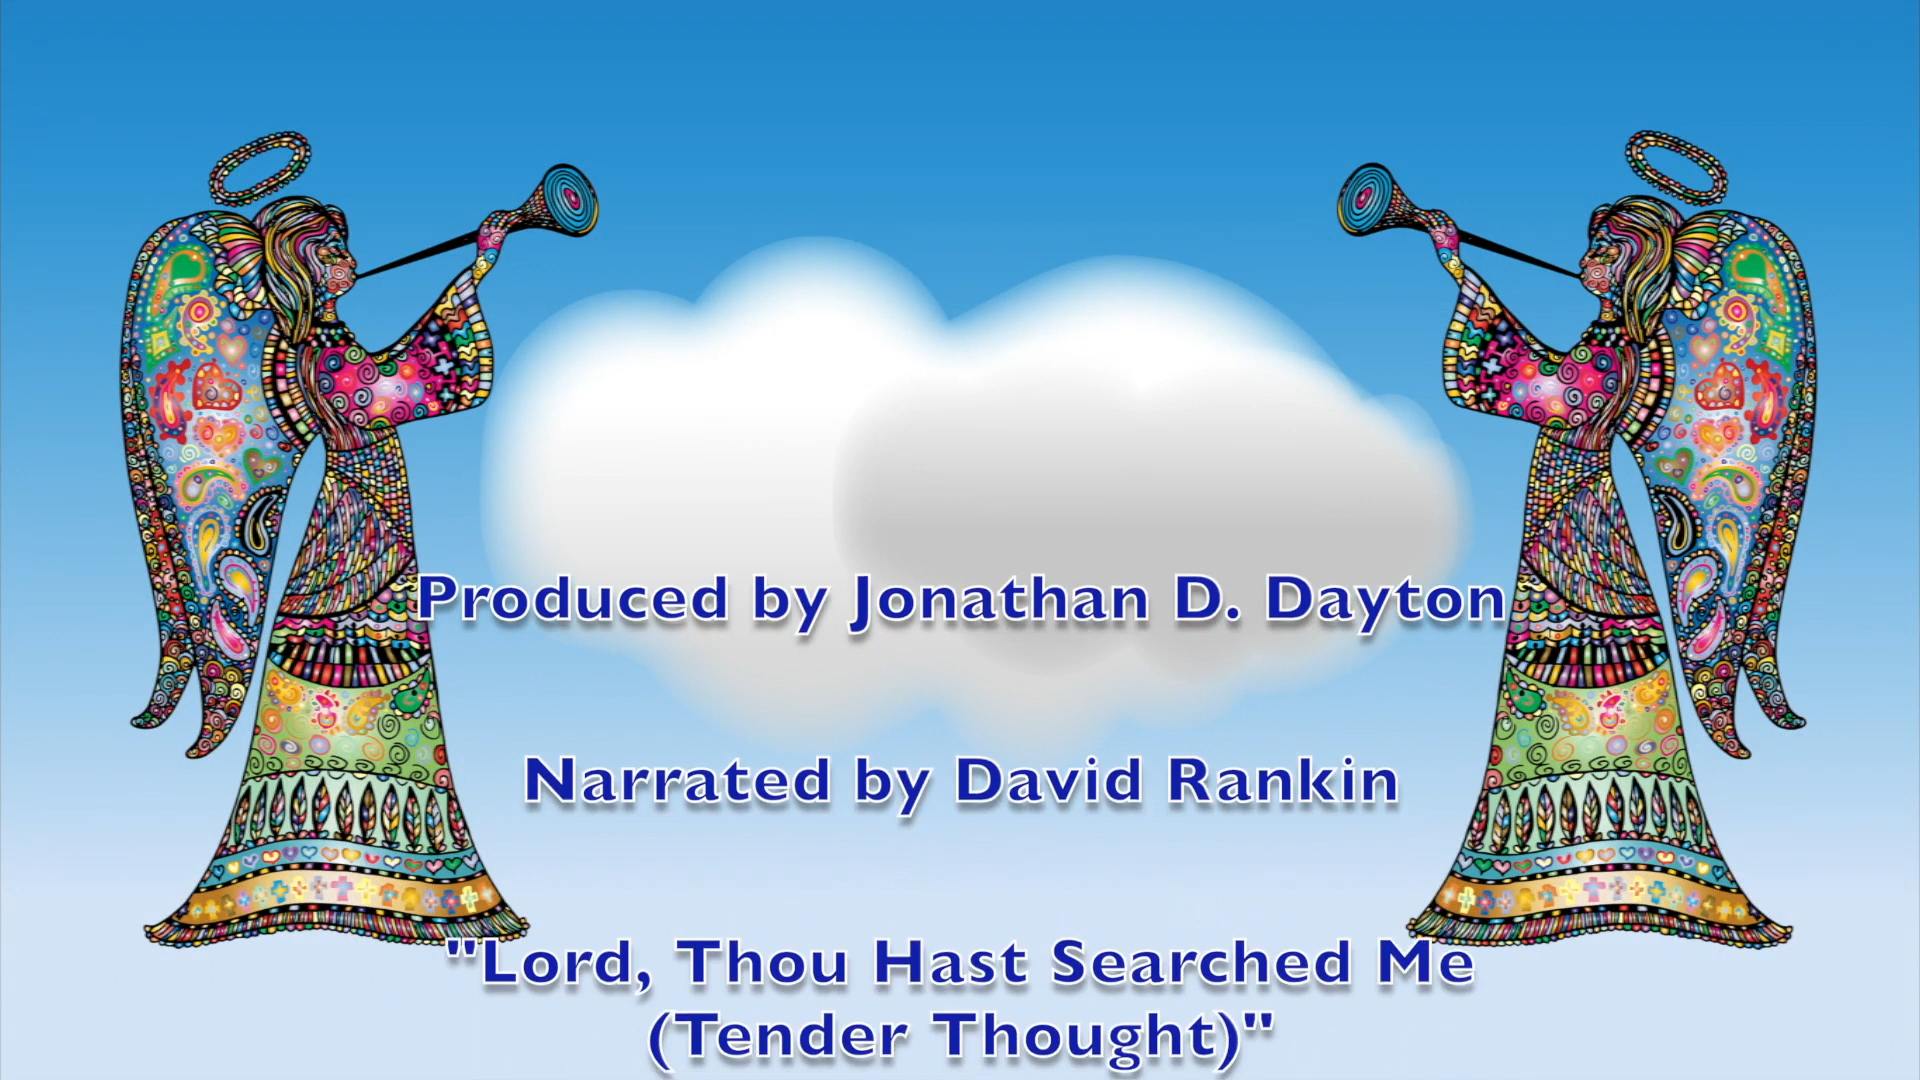 Produced by Jonathan D. Dayton
Narrated by David Rankin
"Lord, Thou Hast Searched Me
(Tender Thought)"